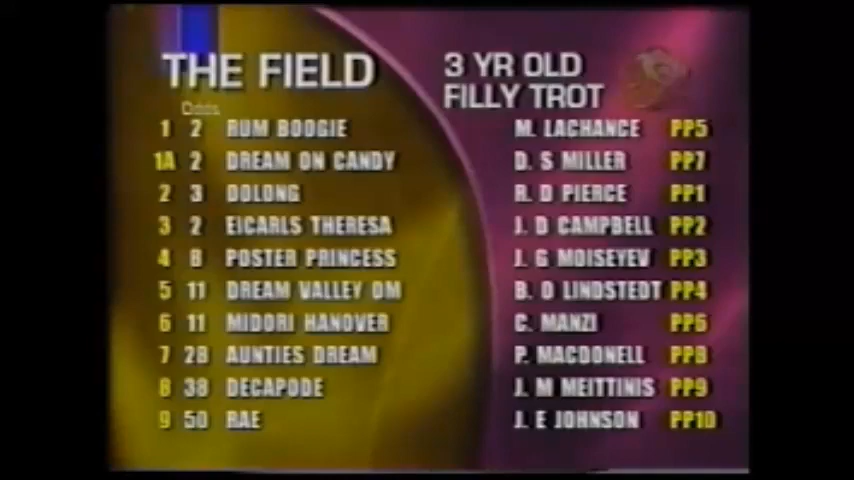 THE FIELD
3 YR OLD
FILLY TROT
Odds
1 2 RUM BOOGIE M. LACHANCE PP5
1A 2 DREAM ON CANDY D. S MILLER PP7
2 3 OOLONG R. D PIERCE PP1
3 2 EICARLS THERESA J. D CAMPBELL PP2
4 8 POSTER PRINCESS J. G MOISEYEV PP3
5 11 DREAM VALLEY OM B. O LINDSTEDT PP4
6 11 MIDORI HANOVER C. MANZI PP6
7 28 AUNTIES DREAM P. MACDONELL PP8
8 38 DECAPODE J. M MEITTINIS PP9
9 50 RAE J. E JOHNSON PP10